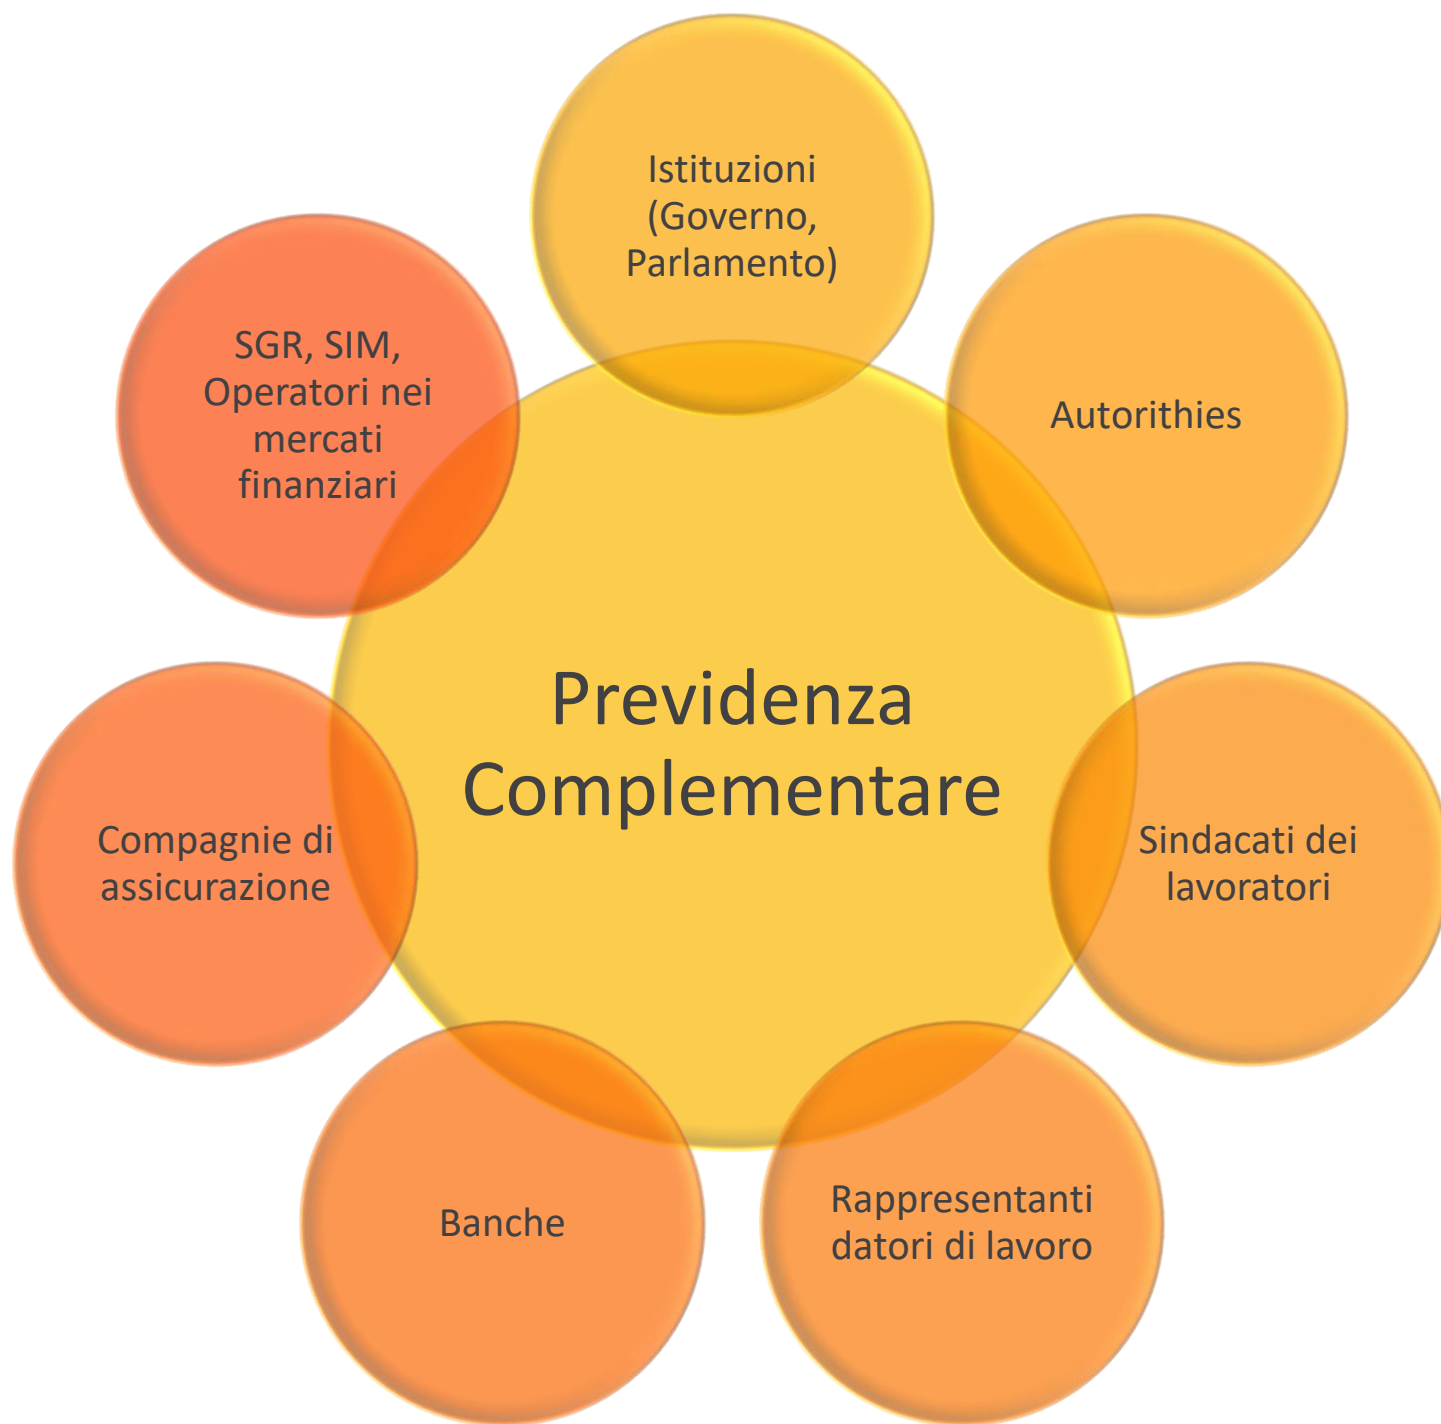 Istituzioni
(Governo,
Parlamento)
Autorithies
Sindacati dei
lavoratori
Rappresentanti
datori di lavoro
Banche
Compagnie di
assicurazione
SGR, SIM,
Operatori nei
mercati
finanziari
Previdenza
Complementare